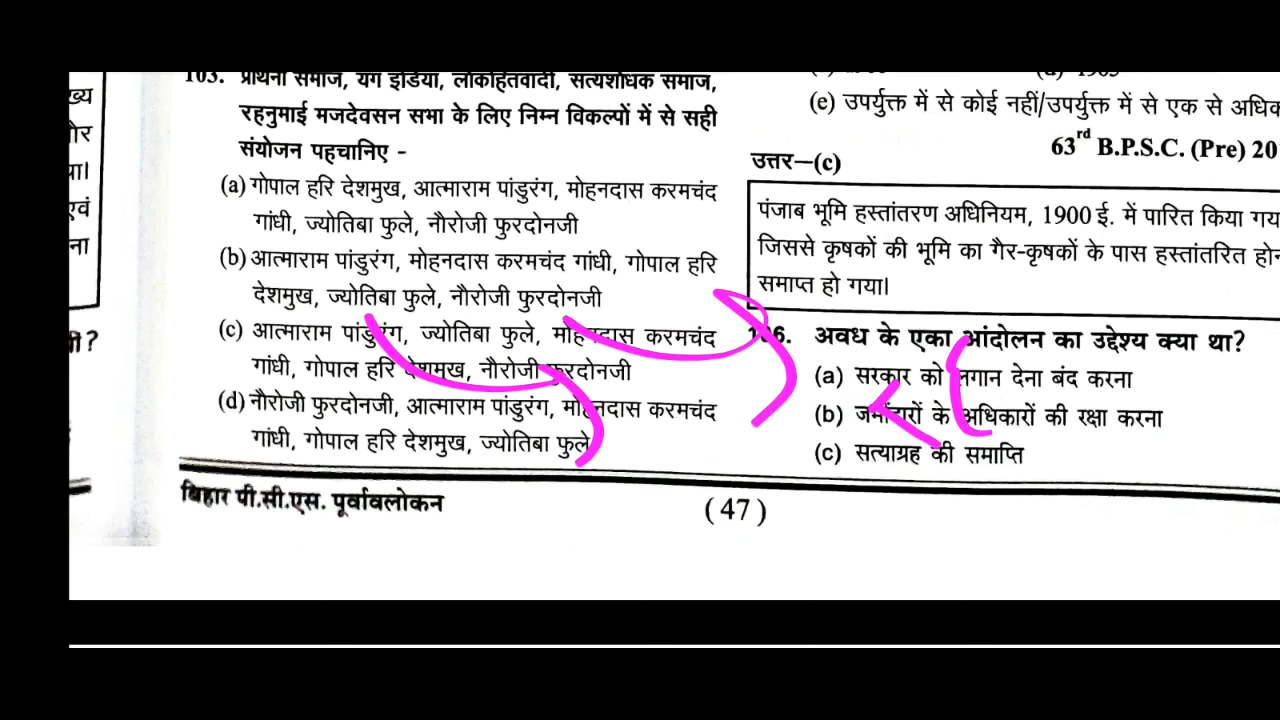 ख्य
ोर
या।
एवं
ना
ी?
103. प्रार्थना समाज, यंग इंडिया, लोकहितवादी, सत्यशोधक समाज,
रहनुमाई मजदेवसन सभा के लिए निम्न विकल्पों में से सही
संयोजन पहचानिए -
(a) गोपाल हरि देशमुख, आत्माराम पांडुरंग, मोहनदास करमचंद
गांधी, ज्योतिबा फुले, नौरोजी फुरदोनजी
(b) आत्माराम पांडुरंग, मोहनदास करमचंद गांधी, गोपाल हरि
देशमुख, ज्योतिबा फुले, नौरोजी फुरदोनजी
(c) आत्माराम पांडुरंग, ज्योतिबा फुले, मोहनदास करमचंद
गांधी, गोपाल हरि देशमुख, नौरोजी फुरदोनजी
(d) नौरोजी फुरदोनजी, आत्माराम पांडुरंग, मोहनदास करमचंद
गांधी, गोपाल हरि देशमुख, ज्योतिबा फुले
(e) उपर्युक्त में से कोई नहीं/उपर्युक्त में से एक से अधिक
63rd B.P.S.C. (Pre) 201
उत्तर—(c)
पंजाब भूमि हस्तांतरण अधिनियम, 1900 ई. में पारित किया गय
जिससे कृषकों की भूमि का गैर-कृषकों के पास हस्तांतरित होन
समाप्त हो गया।
106. अवध के एका आंदोलन का उद्देश्य क्या था?
(a) सरकार को लगान देना बंद करना
(b) जमींदारों के अधिकारों की रक्षा करना
(c) सत्याग्रह की समाप्ति
बिहार पी.सी.एस. पूर्वावलोकन
(47)